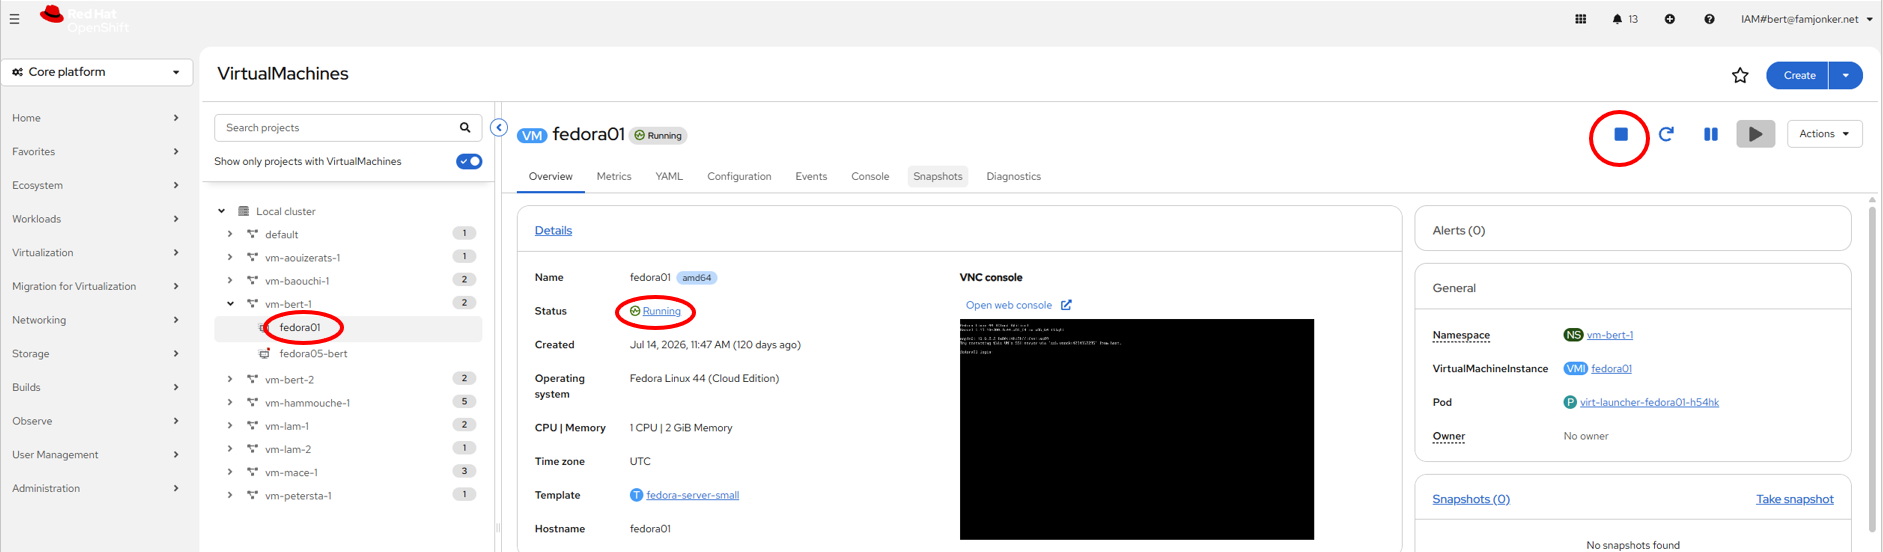 Red Hat
OpenShift
13
IAM#bert@famjonker.net
Core platform
Home
Favorites
Ecosystem
Workloads
Virtualization
Migration for Virtualization
Networking
Storage
Builds
Observe
User Management
Administration
VirtualMachines
Create
Search projects
Show only projects with VirtualMachines
Local cluster
default 1
vm-aouizerats-1 1
vm-baouchi-1 2
vm-bert-1 2
fedora01
fedora05-bert
vm-bert-2 2
vm-hammouche-1 5
vm-lam-1 2
vm-lam-2 1
vm-mace-1 3
vm-petersta-1 1
VM fedora01 Running
Actions
Overview Metrics YAML Configuration Events Console Snapshots Diagnostics
Details
Name fedora01 amd64
Status Running
Created Jul 14, 2026, 11:47 AM (120 days ago)
Operating system Fedora Linux 44 (Cloud Edition)
CPU | Memory 1 CPU | 2 GiB Memory
Time zone UTC
Template T fedora-server-small
Hostname fedora01
VNC console
Open web console
Alerts (0)
General
Namespace NS vm-bert-1
VirtualMachineInstance VMI fedora01
Pod P virt-launcher-fedora01-h54hk
Owner No owner
Snapshots (0) Take snapshot
No snapshots found